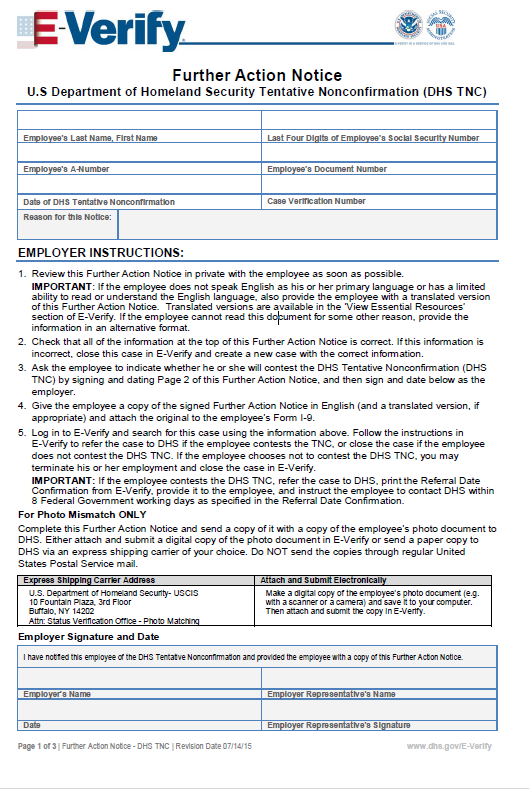 E-Verify
Further Action Notice
U.S Department of Homeland Security Tentative Nonconfirmation (DHS TNC)
Employee's Last Name, First Name
Last Four Digits of Employee's Social Security Number
Employee's A-Number
Employee's Document Number
Date of DHS Tentative Nonconfirmation
Case Verification Number
Reason for this Notice:
EMPLOYER INSTRUCTIONS:
1. Review this Further Action Notice in private with the employee as soon as possible.
IMPORTANT: If the employee does not speak English as his or her primary language or has a limited
ability to read or understand the English language, also provide the employee with a translated version
of this Further Action Notice. Translated versions are available in the 'View Essential Resources'
section of E-Verify. If the employee cannot read this document for some other reason, provide the
information in an alternative format.
2. Check that all of the information at the top of this Further Action Notice is correct. If this information is
incorrect, close this case in E-Verify and create a new case with the correct information.
3. Ask the employee to indicate whether he or she will contest the DHS Tentative Nonconfirmation (DHS
TNC) by signing and dating Page 2 of this Further Action Notice, and then sign and date below as the
employer.
4. Give the employee a copy of the signed Further Action Notice in English (and a translated version, if
appropriate) and attach the original to the employee's Form I-9.
5. Log in to E-Verify and search for this case using the information above. Follow the instructions in
E-Verify to refer the case to DHS if the employee contests the TNC, or close the case if the employee
does not contest the DHS TNC. If the employee chooses not to contest the DHS TNC, you may
terminate his or her employment and close the case in E-Verify.
IMPORTANT: If the employee contests the DHS TNC, refer the case to DHS, print the Referral Date
Confirmation from E-Verify, provide it to the employee, and instruct the employee to contact DHS within
8 Federal Government working days as specified in the Referral Date Confirmation.
For Photo Mismatch ONLY
Complete this Further Action Notice and send a copy of it with a copy of the employee's photo document to
DHS. Either attach and submit a digital copy of the photo document in E-Verify or send a paper copy to
DHS via an express shipping carrier of your choice. Do NOT send the copies through regular United
States Postal Service mail.
Express Shipping Carrier Address
U.S. Department of Homeland Security- USCIS
10 Fountain Plaza, 3rd Floor
Buffalo, NY 14202
Attn: Status Verification Office - Photo Matching
Attach and Submit Electronically
Make a digital copy of the employee's photo document (e.g.
with a scanner or a camera) and save it to your computer.
Then attach and submit the copy in E-Verify.
Employer Signature and Date
I have notified this employee of the DHS Tentative Nonconfirmation and provided the employee with a copy of this Further Action Notice.
Employer's Name
Employer Representative's Name
Date
Employer Representative's Signature
Page 1 of 3 | Further Action Notice - DHS TNC | Revision Date 07/14/15
www.dhs.gov/E-Verify